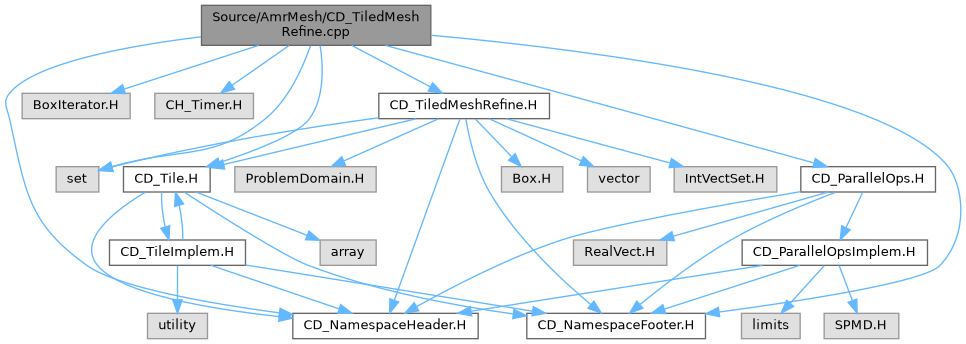 Source/AmrMesh/CD_TiledMesh
Refine.cpp
BoxIterator.H
CH_Timer.H
CD_TiledMeshRefine.H
set
CD_Tile.H
ProblemDomain.H
Box.H
vector
IntVectSet.H
CD_ParallelOps.H
CD_TileImplem.H
array
RealVect.H
CD_ParallelOpsImplem.H
utility
CD_NamespaceHeader.H
CD_NamespaceFooter.H
limits
SPMD.H